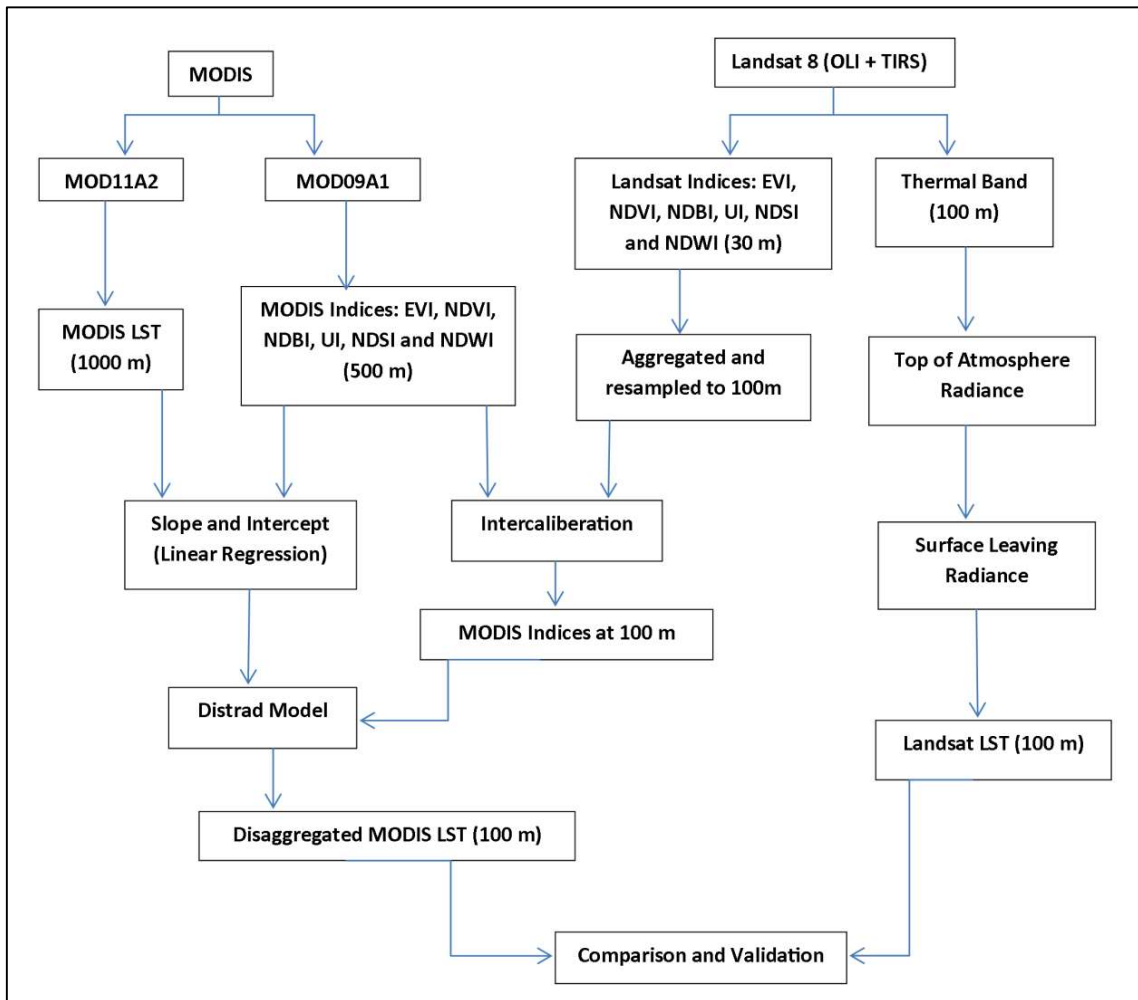 MODIS
Landsat 8 (OLI + TIRS)
MOD11A2
MOD09A1
Landsat Indices: EVI,
NDVI, NDBI, UI, NDSI
and NDWI (30 m)
Thermal Band
(100 m)
MODIS LST
(1000 m)
MODIS Indices: EVI, NDVI,
NDBI, UI, NDSI and NDWI
(500 m)
Aggregated and
resampled to 100m
Top of Atmosphere
Radiance
Slope and Intercept
(Linear Regression)
Intercaliberation
Surface Leaving
Radiance
MODIS Indices at 100 m
Distrad Model
Landsat LST (100 m)
Disaggregated MODIS LST (100 m)
Comparison and Validation